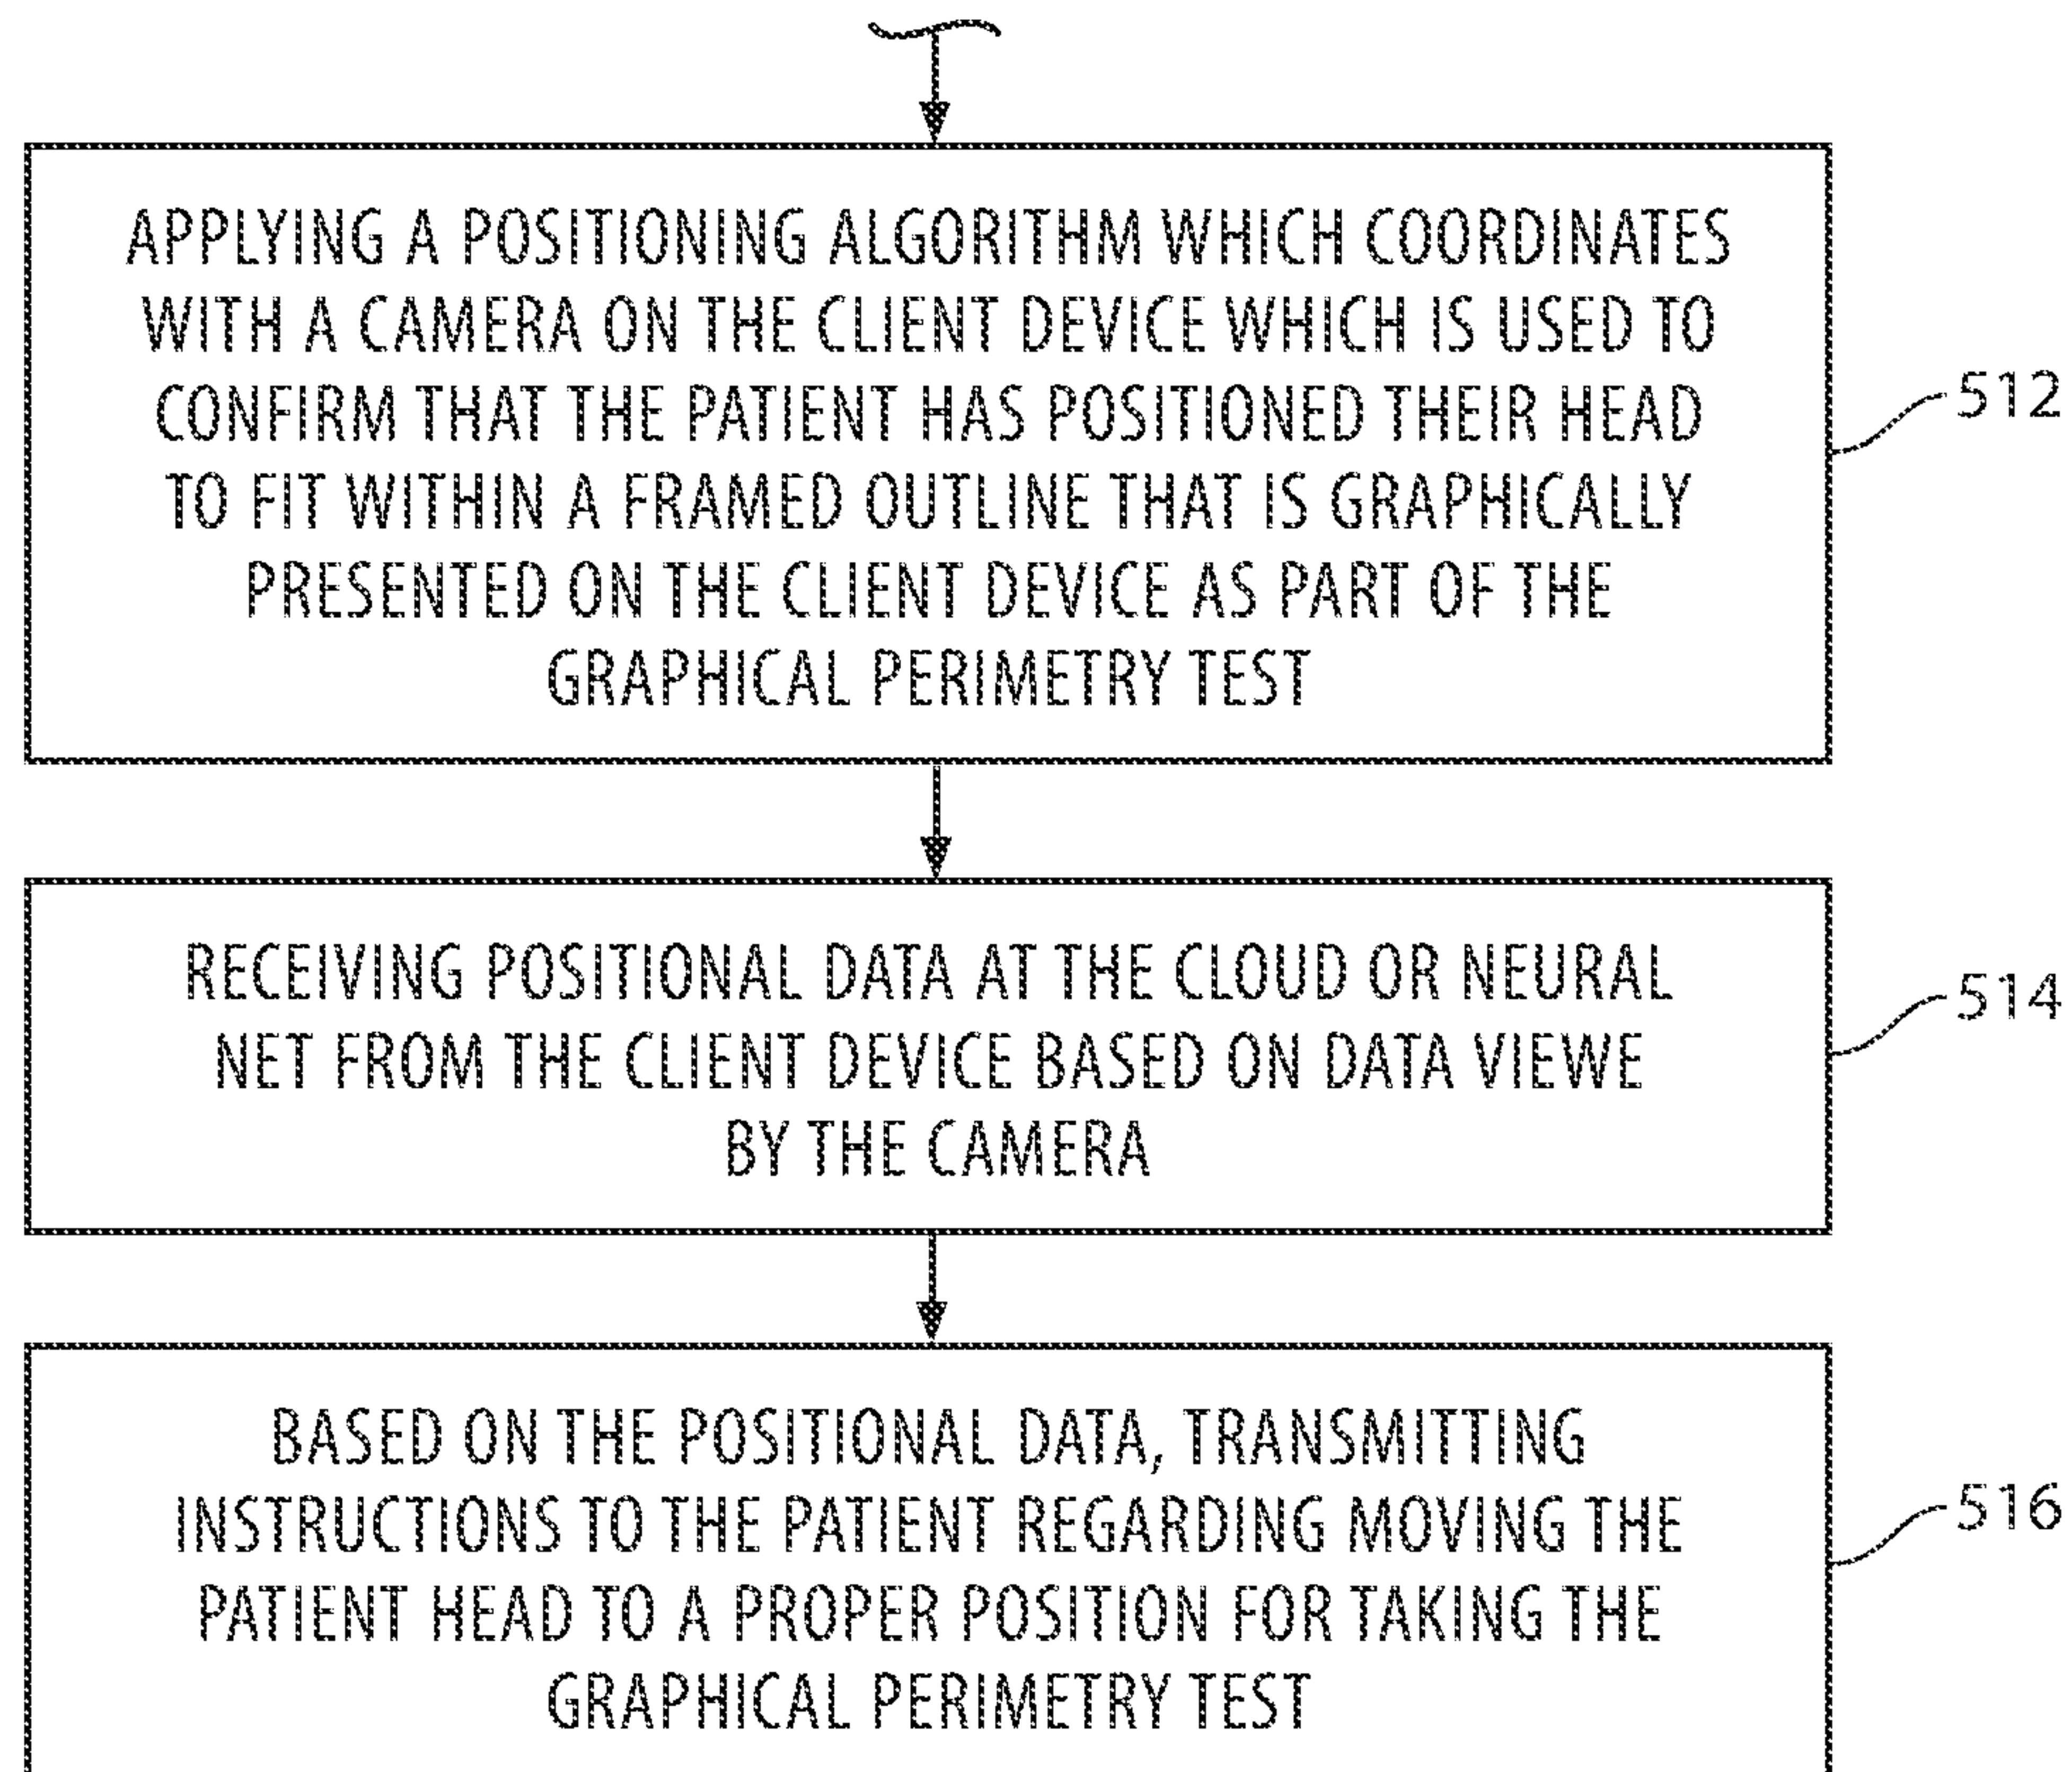 APPLYING A POSITIONING ALGORITHM WHICH COORDINATES
WITH A CAMERA ON THE CLIENT DEVICE WHICH IS USED TO
CONFIRM THAT THE PATIENT HAS POSITIONED THEIR HEAD
TO FIT WITHIN A FRAMED OUTLINE THAT IS GRAPHICALLY
PRESENTED ON THE CLIENT DEVICE AS PART OF THE
GRAPHICAL PERIMETRY TEST
512
RECEIVING POSITIONAL DATA AT THE CLOUD OR NEURAL
NET FROM THE CLIENT DEVICE BASED ON DATA VIEWE
BY THE CAMERA
514
BASED ON THE POSITIONAL DATA, TRANSMITTING
INSTRUCTIONS TO THE PATIENT REGARDING MOVING THE
PATIENT HEAD TO A PROPER POSITION FOR TAKING THE
GRAPHICAL PERIMETRY TEST
516